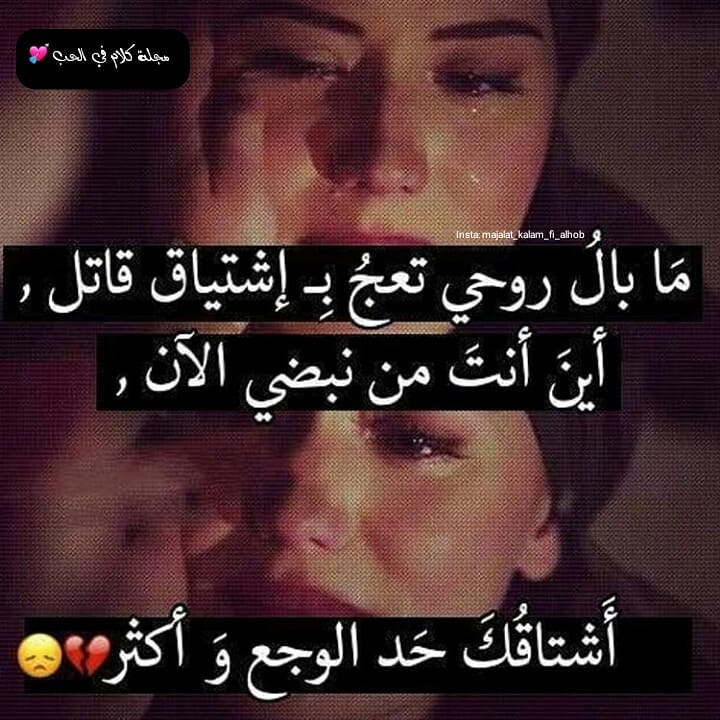 مجلة كلام في الحب 💘
Insta: majalat_kalam_fi_alhob
مَا بالُ روحي تعجُ بِـ إشتياق قاتل ,
أينَ أنتَ من نبضي الآن ,
أَشتاقُكَ حَد الوجع وَ أكثر💔😞